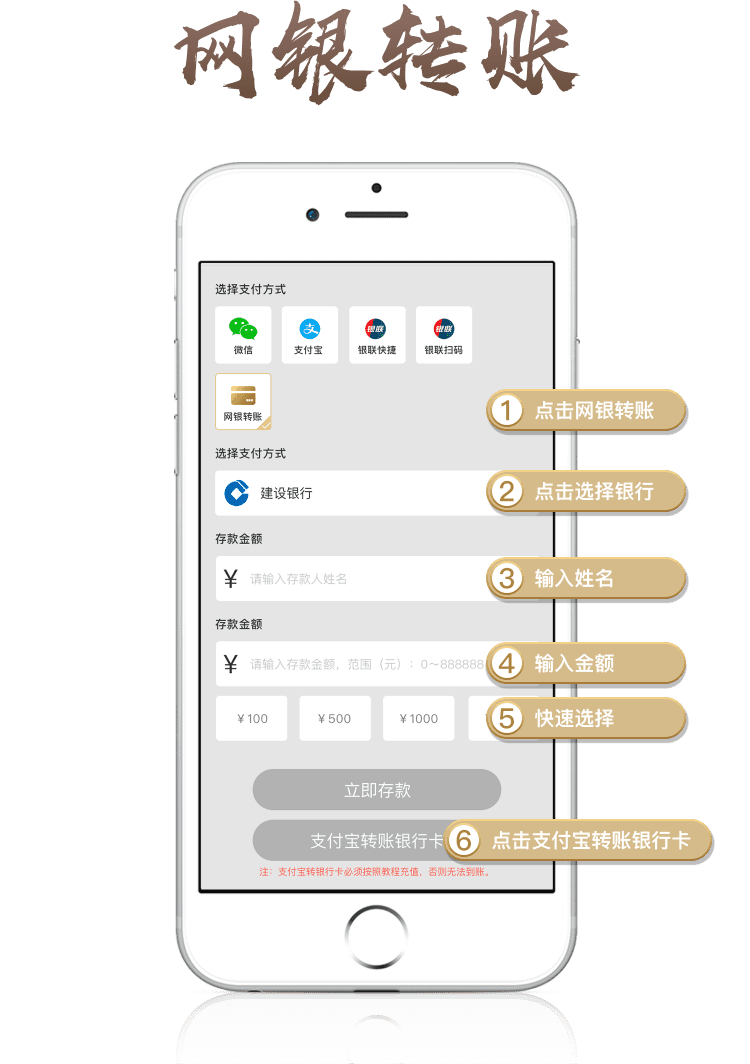 网银转账
选择支付方式
微信
支付宝
银联
银联快捷
银联
银联扫码
网银转账
1 点击网银转账
选择支付方式
建设银行
2 点击选择银行
存款金额
¥ 请输入存款人姓名
3 输入姓名
存款金额
¥ 请输入存款金额，范围（元）：0～888888
4 输入金额
¥100
¥500
¥1000
5 快速选择
立即存款
支付宝转账银行卡
6 点击支付宝转账银行卡
注：支付宝转银行卡必须按照教程充值，否则无法到账。